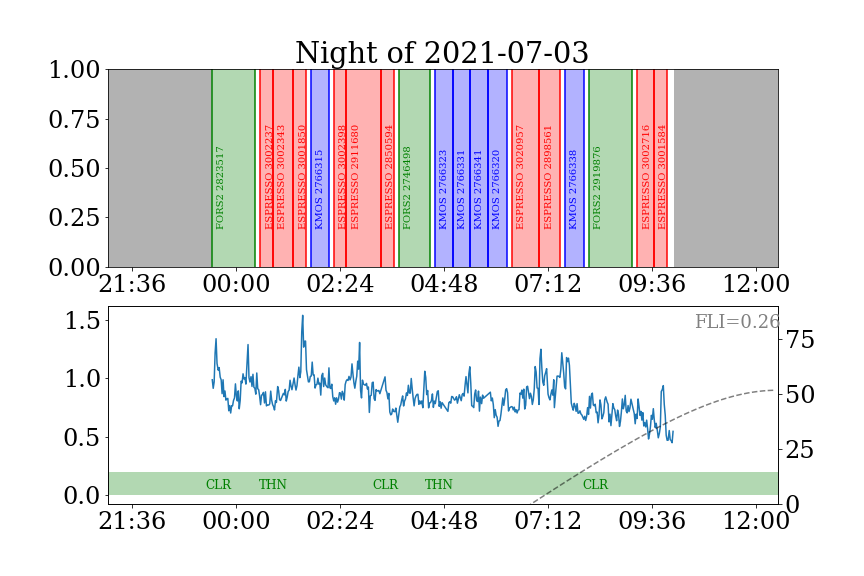 Night of 2021-07-03
1.00
0.75
0.50
0.25
0.00
FORS2 2823517
ESPRESSO 3002237
ESPRESSO 3002343
ESPRESSO 3001850
KMOS 2766315
ESPRESSO 3002398
ESPRESSO 2911680
ESPRESSO 2850594
FORS2 2746498
KMOS 2766323
KMOS 2766331
KMOS 2766341
KMOS 2766320
ESPRESSO 3020957
ESPRESSO 2898561
KMOS 2766338
FORS2 2919876
ESPRESSO 3002716
ESPRESSO 3001584
21:36 00:00 02:24 04:48 07:12 09:36 12:00
FLI=0.26
1.5
1.0
0.5
0.0
75
50
25
0
CLR THN CLR THN CLR
21:36 00:00 02:24 04:48 07:12 09:36 12:00